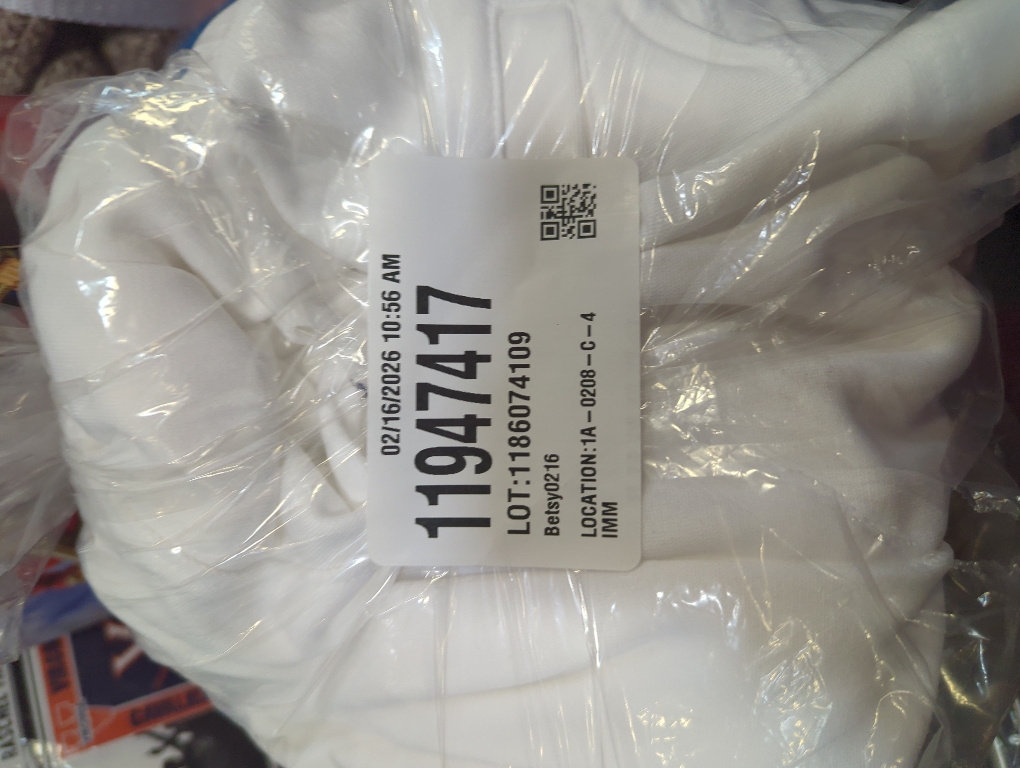 02/16/2026 10:56 AM
11947417
LOT:1186074109
Betsy0216
LOCATION:1A-0208-C-4
IMM